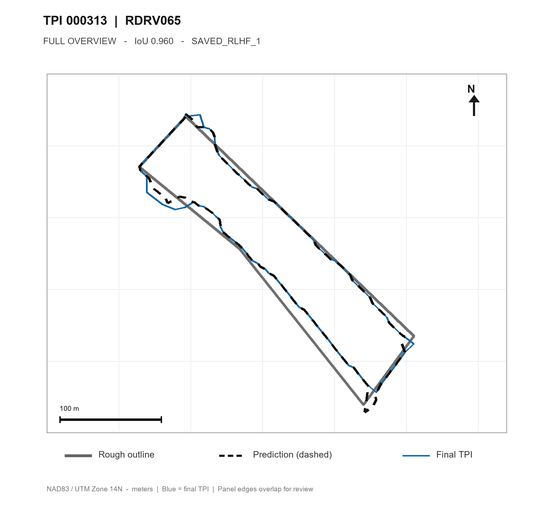 TPI 000313 | RDRV065
FULL OVERVIEW - IoU 0.960 - SAVED_RLHF_1
N
100 m
Rough outline Prediction (dashed) Final TPI
NAD83 / UTM Zone 14N - meters | Blue = final TPI | Panel edges overlap for review